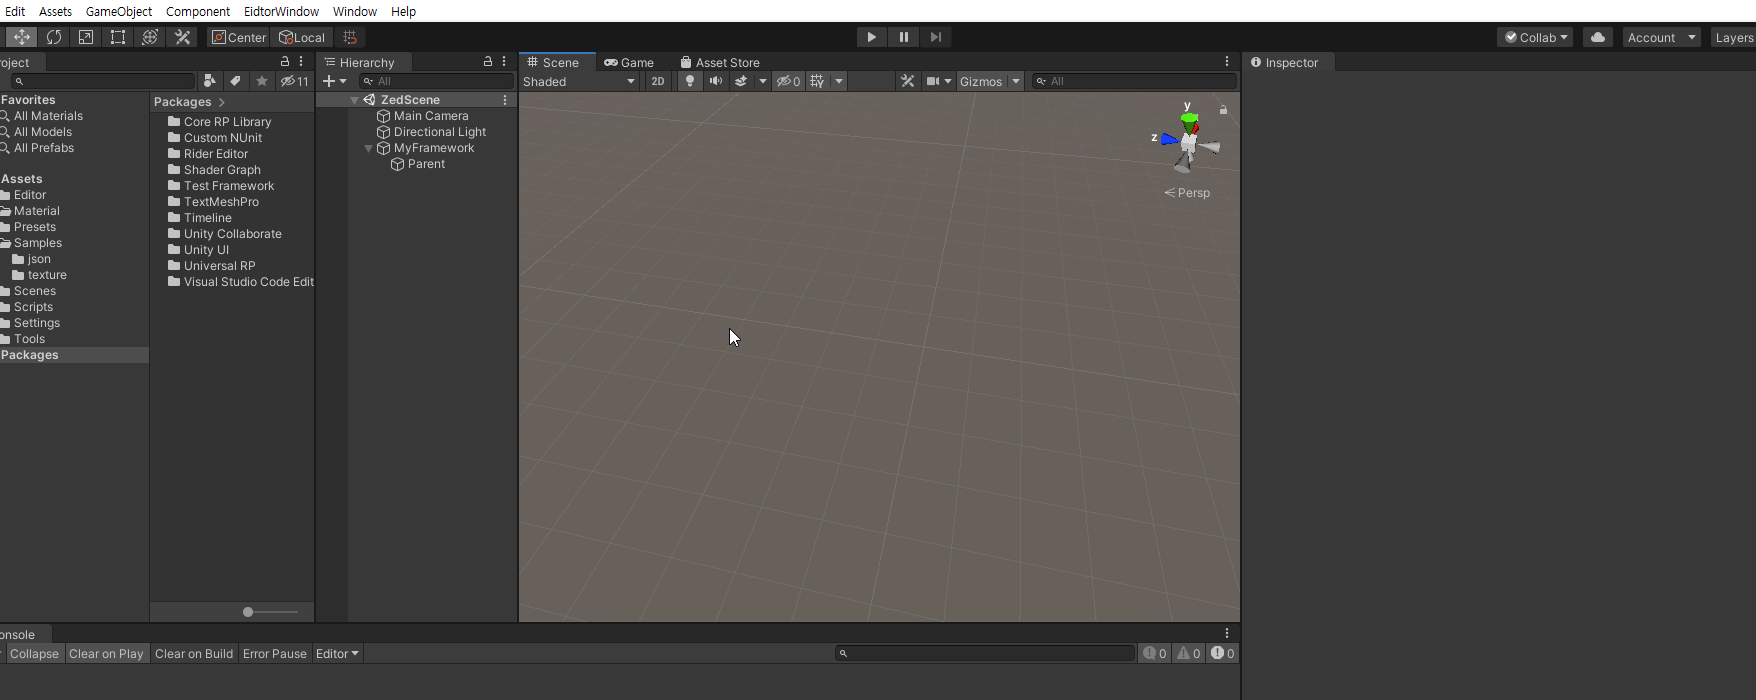 Edit Assets GameObject Component EidtorWindow Window Help
Center Local Collab Account Layers
roject
11
Favorites
All Materials
All Models
All Prefabs
Assets
Editor
Material
Presets
Samples
json
texture
Scenes
Scripts
Settings
Tools
Packages
Packages
Core RP Library
Custom NUnit
Rider Editor
Shader Graph
Test Framework
TextMeshPro
Timeline
Unity Collaborate
Unity UI
Universal RP
Visual Studio Code Edit
Hierarchy
All
ZedScene
Main Camera
Directional Light
MyFramework
Parent
Scene Game Asset Store
Shaded 2D 0 Gizmos All
y
z
Persp
Inspector
onsole
Collapse Clear on Play Clear on Build Error Pause Editor 0 0 0